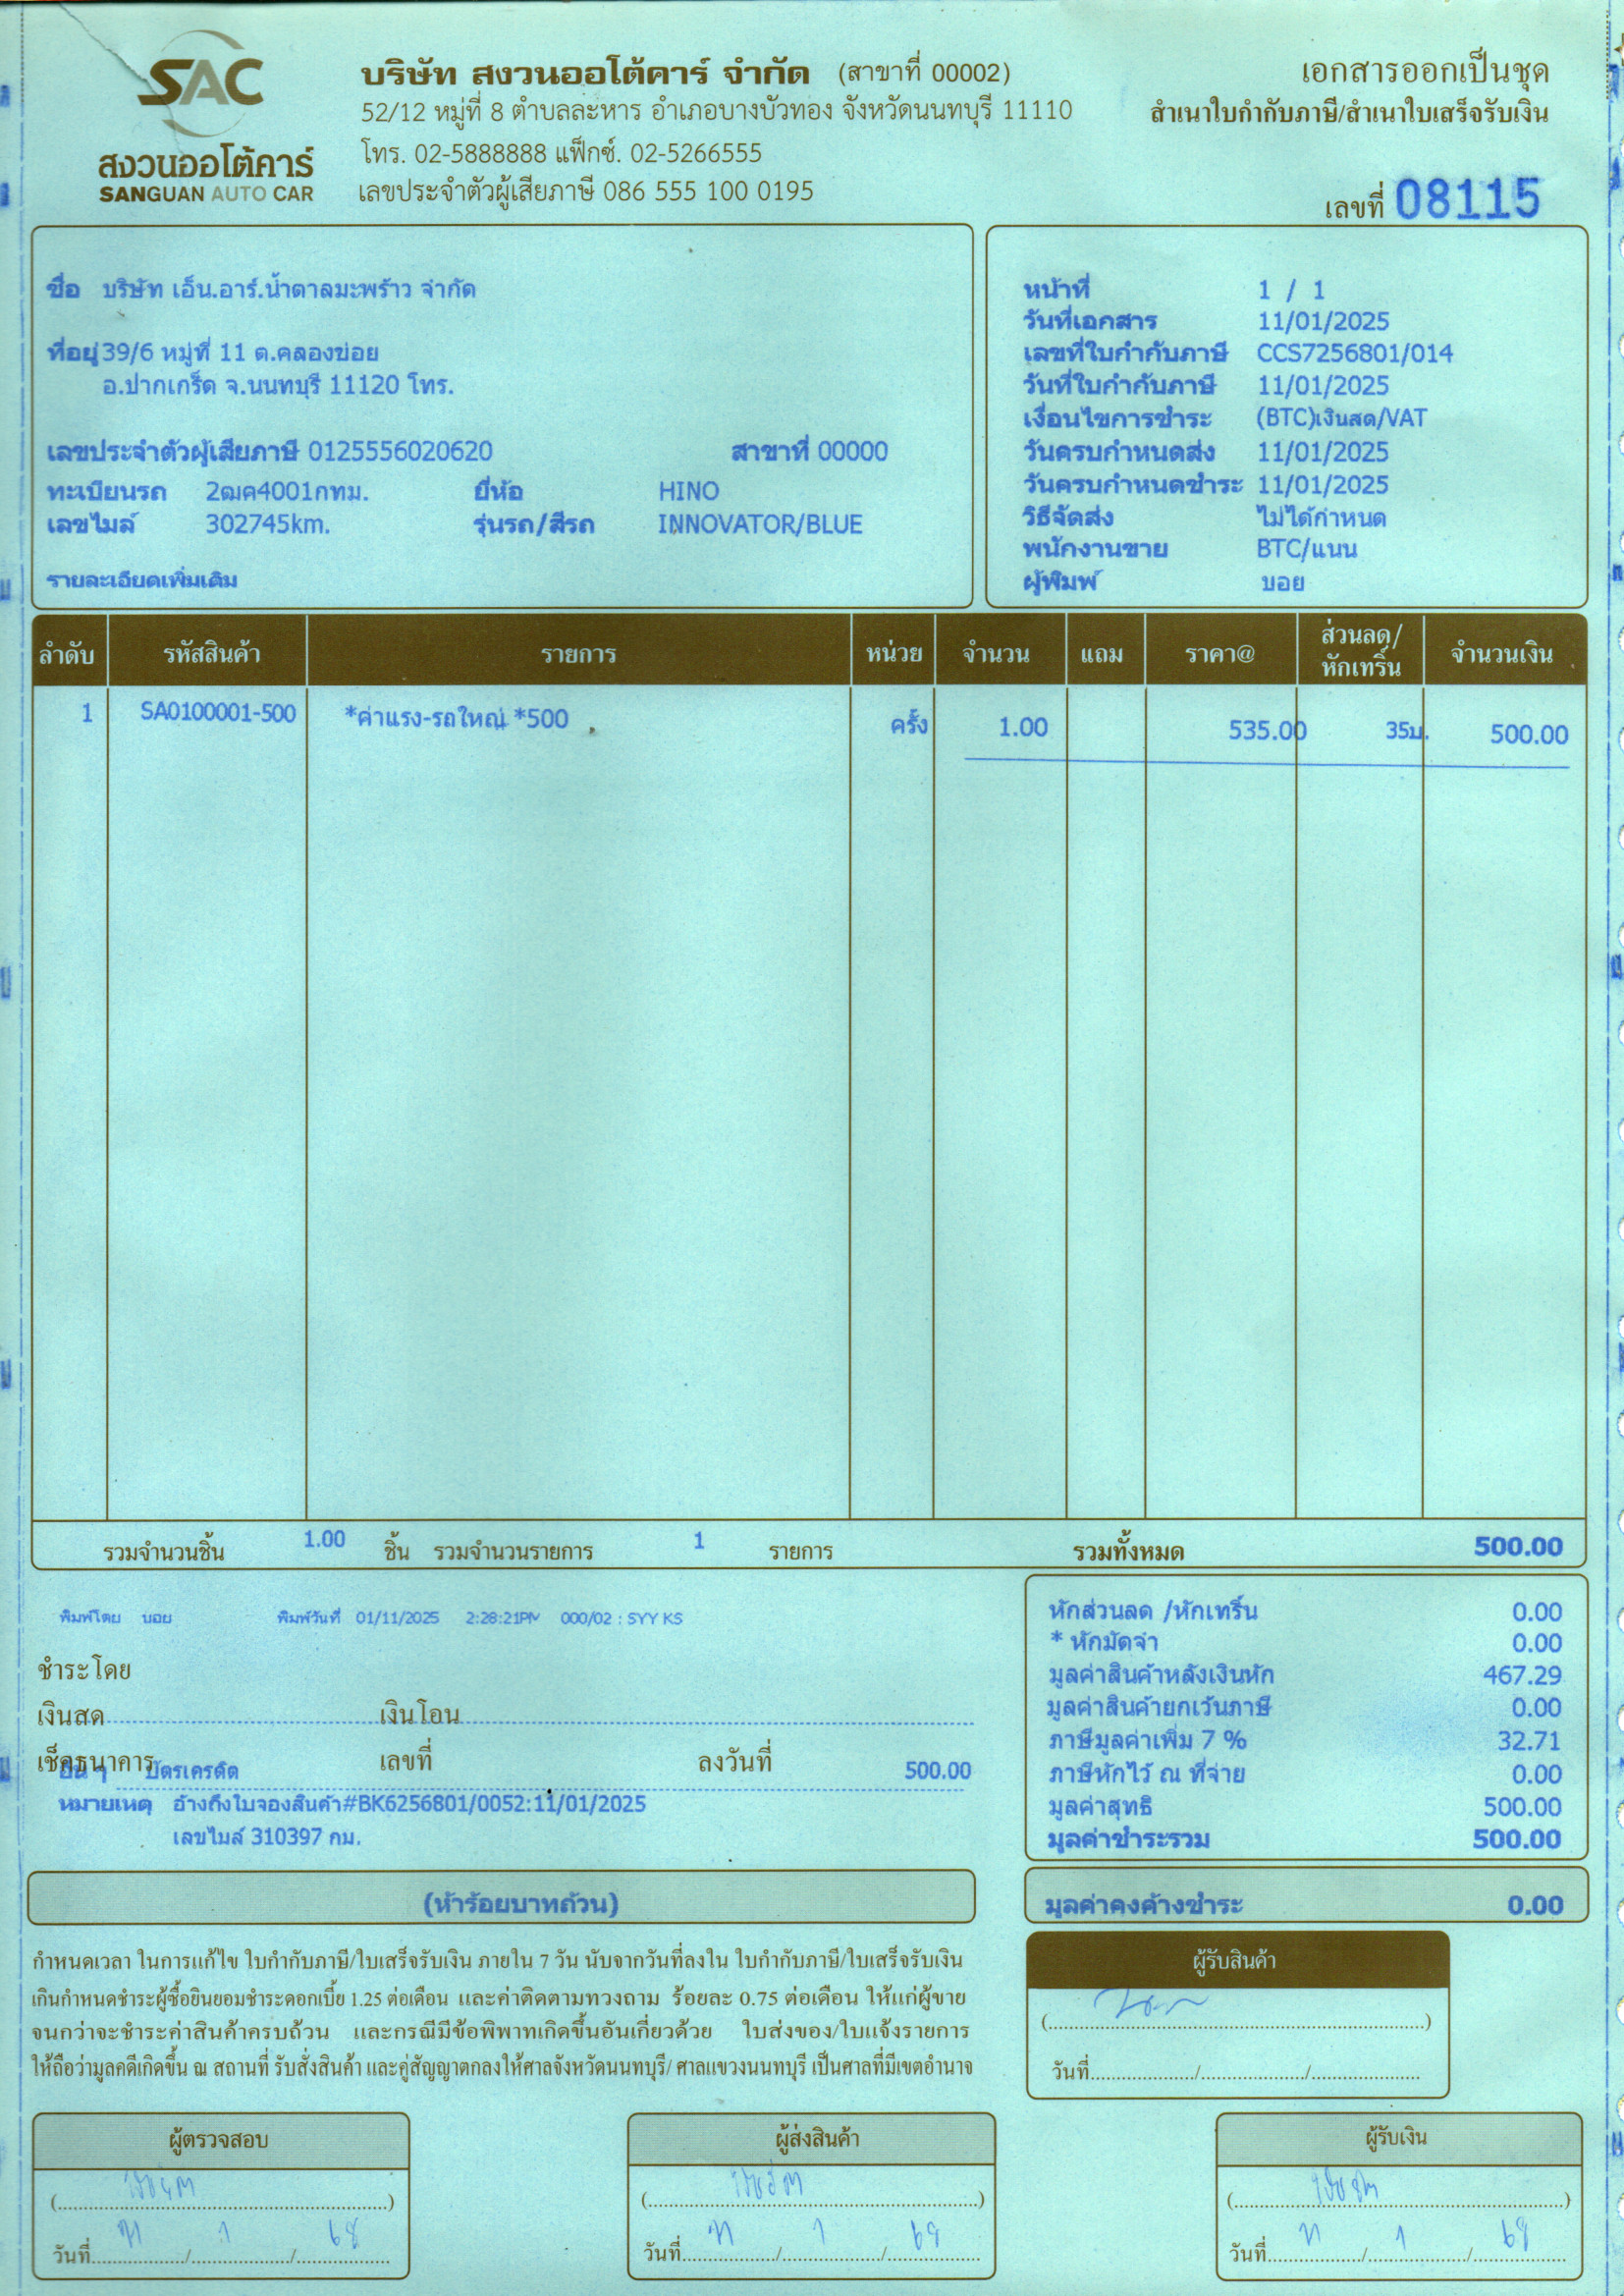 SAC
สงวนออโต้คาร์
SANGUAN AUTO CAR
บริษัท สงวนออโต้คาร์ จำกัด (สาขาที่ 00002)
52/12 หมู่ที่ 8 ตำบลละหาร อำเภอบางบัวทอง จังหวัดนนทบุรี 11110
โทร. 02-5888888 แฟ็กซ์. 02-5266555
เลขประจำตัวผู้เสียภาษี 086 555 100 0195
เอกสารออกเป็นชุด
สำเนาใบกำกับภาษี/สำเนาใบเสร็จรับเงิน
เลขที่ 08115
ชื่อ บริษัท เอ็น.อาร์.น้ำตาลมะพร้าว จำกัด
ที่อยู่ 39/6 หมู่ที่ 11 ต.คลองข่อย
อ.ปากเกร็ด จ.นนทบุรี 11120 โทร.
เลขประจำตัวผู้เสียภาษี 0125556020620 สาขาที่ 00000
ทะเบียนรถ 2ฒค4001กทม. ยี่ห้อ HINO
เลขไมล์ 302745km. รุ่นรถ/สีรถ INNOVATOR/BLUE
รายละเอียดเพิ่มเติม
หน้าที่ 1 / 1
วันที่เอกสาร 11/01/2025
เลขที่ใบกำกับภาษี CCS7256801/014
วันที่ใบกำกับภาษี 11/01/2025
เงื่อนไขการชำระ (BTC)เงินสด/VAT
วันครบกำหนดส่ง 11/01/2025
วันครบกำหนดชำระ 11/01/2025
วิธีจัดส่ง ไม่ได้กำหนด
พนักงานขาย BTC/แนน
ผู้พิมพ์ บอย
ลำดับ รหัสสินค้า รายการ หน่วย จำนวน แถม ราคา@ ส่วนลด/หักเทริ์น จำนวนเงิน
1 SA0100001-500 *ค่าแรง-รถใหญ่ *500 ครั้ง 1.00 535.00 35บ. 500.00
รวมจำนวนชิ้น 1.00 ชิ้น รวมจำนวนรายการ 1 รายการ รวมทั้งหมด 500.00
พิมพ์โดย บอย พิมพ์วันที่ 01/11/2025 2:28:21PM 000/02 : SYY KS
ชำระโดย
เงินสด เงินโอน
เช็คธนาคาร เลขที่ ลงวันที่
อื่น ๆ บัตรเครดิต 500.00
หมายเหตุ อ้างถึงใบจองสินค้า#BK6256801/0052:11/01/2025
เลขไมล์ 310397 กม.
หักส่วนลด /หักเทริ์น 0.00
* หักมัดจำ 0.00
มูลค่าสินค้าหลังเงินหัก 467.29
มูลค่าสินค้ายกเว้นภาษี 0.00
ภาษีมูลค่าเพิ่ม 7 % 32.71
ภาษีหักไว้ ณ ที่จ่าย 0.00
มูลค่าสุทธิ 500.00
มูลค่าชำระรวม 500.00
(ห้าร้อยบาทถ้วน)
มูลค่าคงค้างชำระ 0.00
กำหนดเวลา ในการแก้ไข ใบกำกับภาษี/ใบเสร็จรับเงิน ภายใน 7 วัน นับจากวันที่ลงใน ใบกำกับภาษี/ใบเสร็จรับเงิน
เกินกำหนดชำระผู้ซื้อยินยอมชำระดอกเบี้ย 1.25 ต่อเดือน และค่าติดตามทวงถาม ร้อยละ 0.75 ต่อเดือน ให้แก่ผู้ขาย
จนกว่าจะชำระค่าสินค้าครบถ้วน และกรณีมีข้อพิพาทเกิดขึ้นอันเกี่ยวด้วย ใบส่งของ/ใบแจ้งรายการ
ให้ถือว่ามูลคดีเกิดขึ้น ณ สถานที่ รับสั่งสินค้า และคู่สัญญาตกลงให้ศาลจังหวัดนนทบุรี/ ศาลแขวงนนทบุรี เป็นศาลที่มีเขตอำนาจ
ผู้รับสินค้า
วันที่
ผู้ตรวจสอบ
วันที่ 11/1/68
ผู้ส่งสินค้า
วันที่ 11/1/68
ผู้รับเงิน
วันที่ 11/1/68